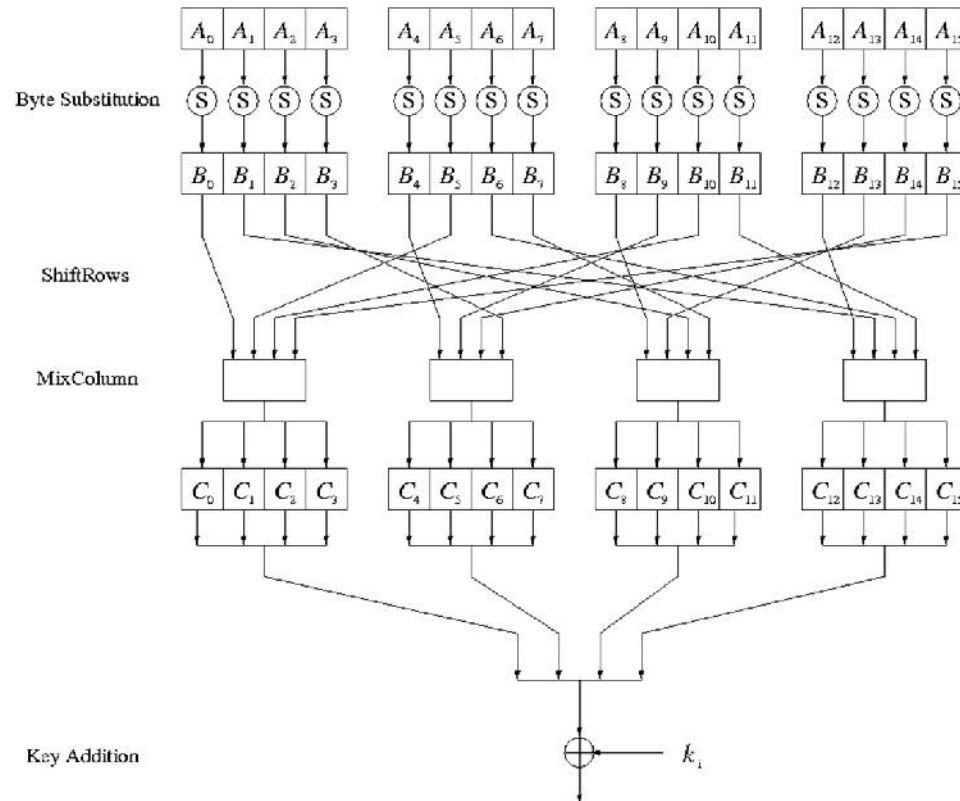 A₀ A₁ A₂ A₃ A₄ A₅ A₆ A₇ A₈ A₉ A₁₀ A₁₁ A₁₂ A₁₃ A₁₄ A₁₅
Byte Substitution S S S S S S S S S S S S S S S S
B₀ B₁ B₂ B₃ B₄ B₅ B₆ B₇ B₈ B₉ B₁₀ B₁₁ B₁₂ B₁₃ B₁₄ B₁₅
ShiftRows
MixColumn
C₀ C₁ C₂ C₃ C₄ C₅ C₆ C₇ C₈ C₉ C₁₀ C₁₁ C₁₂ C₁₃ C₁₄ C₁₅
Key Addition kᵢ